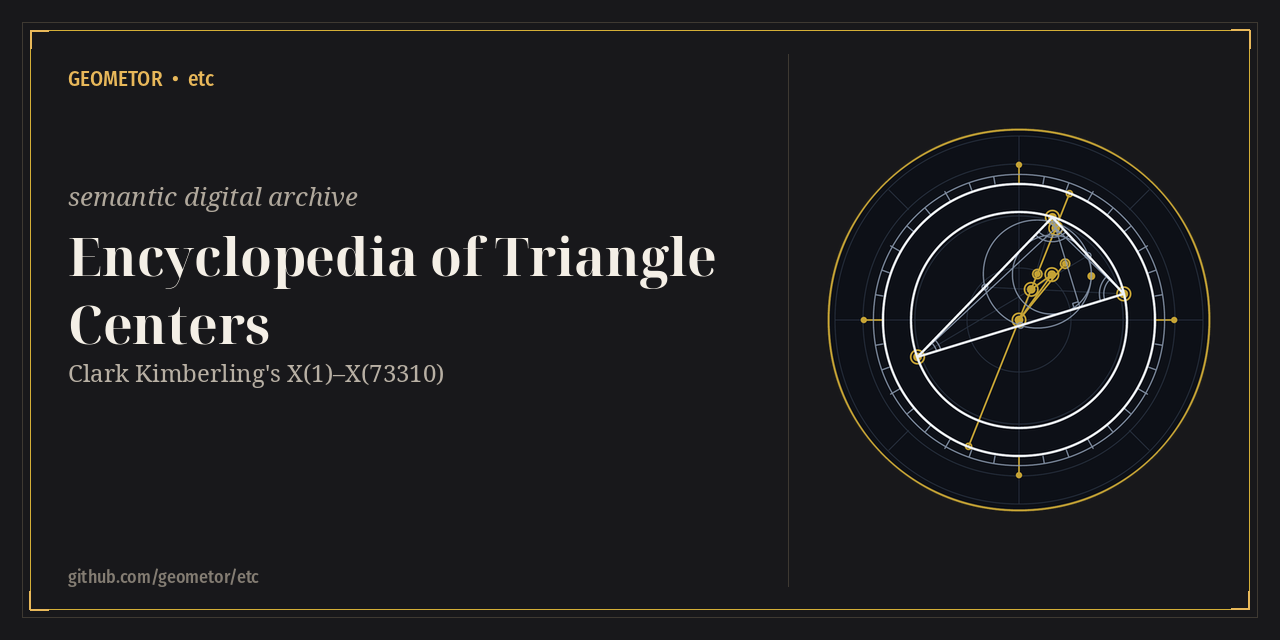 GEOMETOR • etc
semantic digital archive
Encyclopedia of Triangle
Centers
Clark Kimberling's X(1)–X(73310)
github.com/geometor/etc